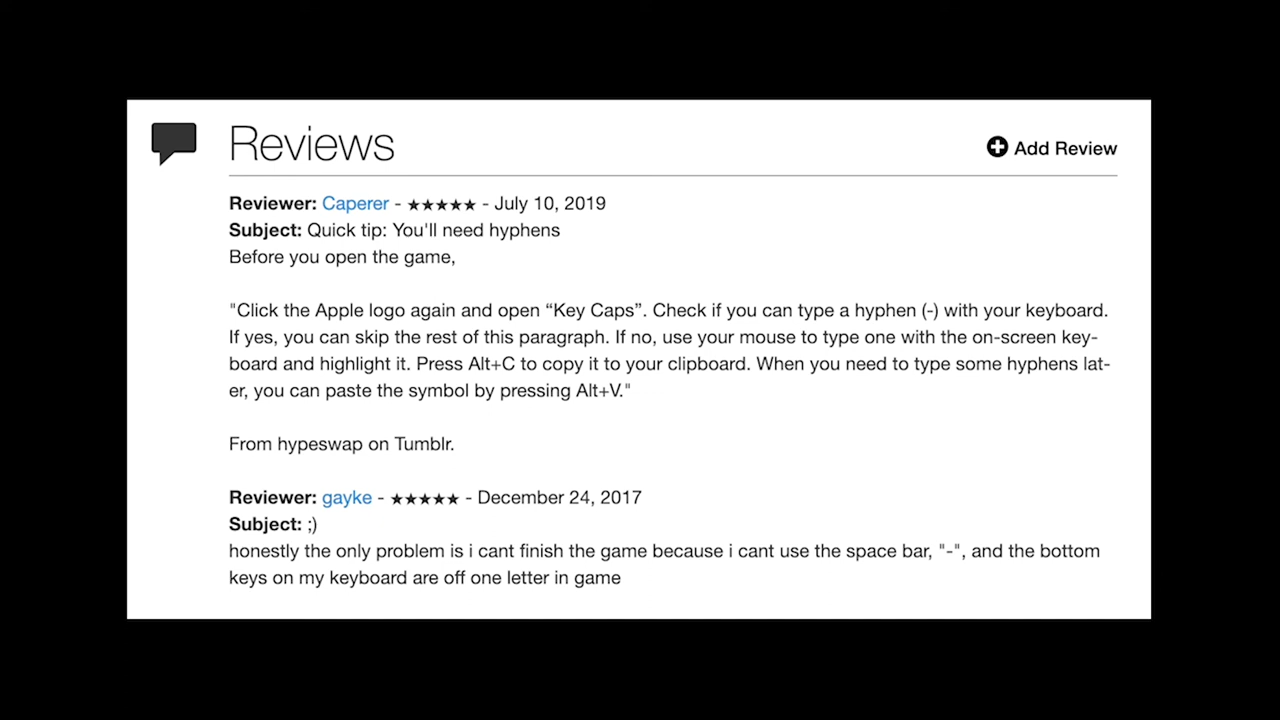 Reviews
Add Review
Reviewer: Caperer - ★★★★★ - July 10, 2019
Subject: Quick tip: You'll need hyphens
Before you open the game,
"Click the Apple logo again and open “Key Caps”. Check if you can type a hyphen (-) with your keyboard.
If yes, you can skip the rest of this paragraph. If no, use your mouse to type one with the on-screen key-
board and highlight it. Press Alt+C to copy it to your clipboard. When you need to type some hyphens lat-
er, you can paste the symbol by pressing Alt+V."
From hypeswap on Tumblr.
Reviewer: gayke - ★★★★★ - December 24, 2017
Subject: ;)
honestly the only problem is i cant finish the game because i cant use the space bar, "-", and the bottom
keys on my keyboard are off one letter in game